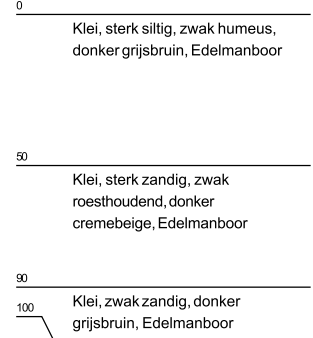 0
Klei, sterk siltig, zwak humeus,
donker grijsbruin, Edelmanboor
50
Klei, sterk zandig, zwak
roesthoudend, donker
cremebeige, Edelmanboor
90
Klei, zwak zandig, donker
100
grijsbruin, Edelmanboor